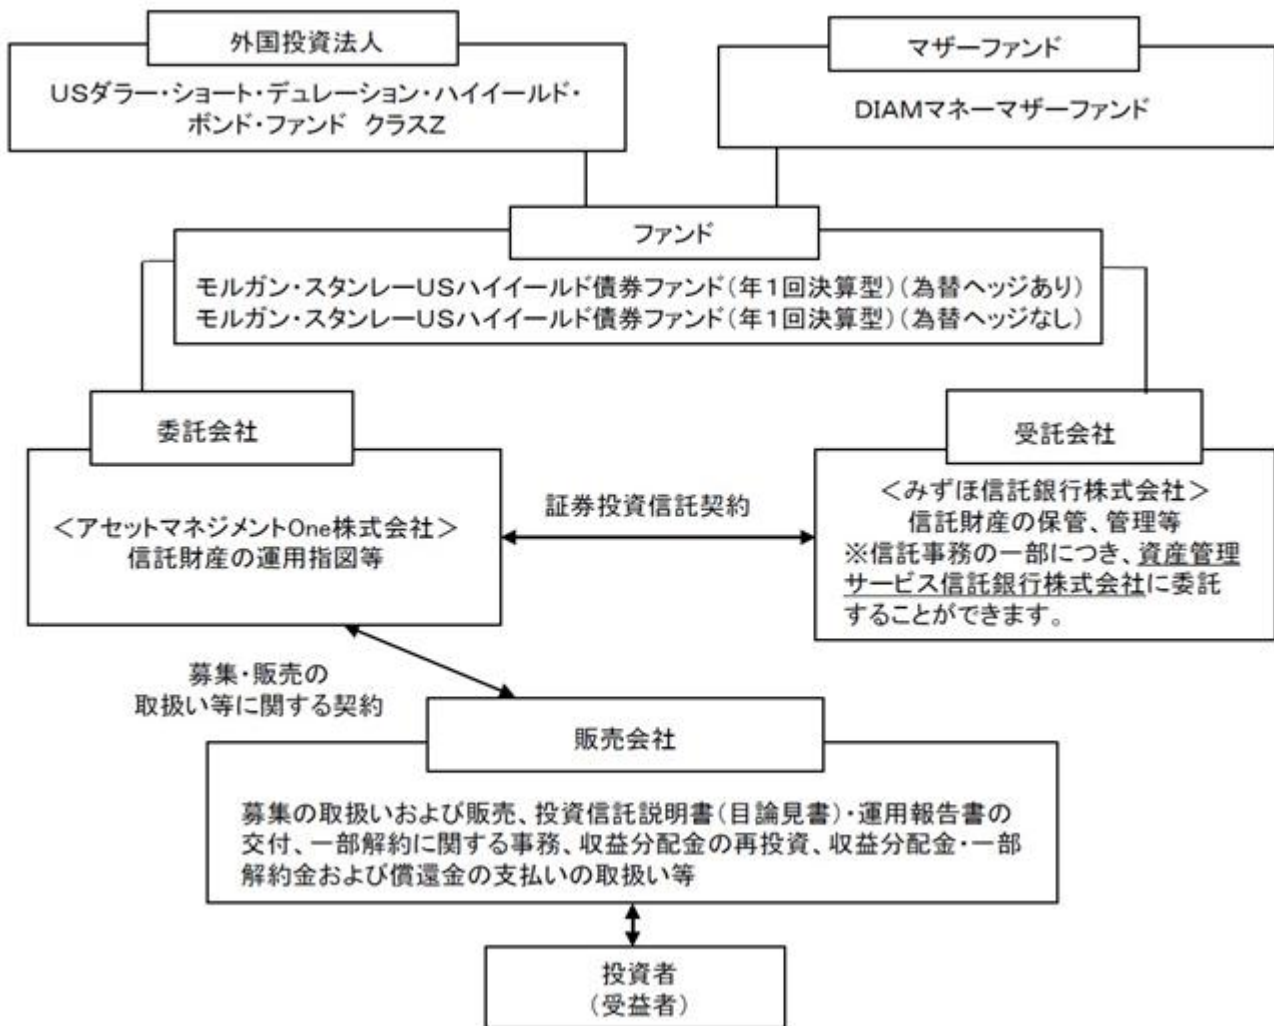 外国投資法人
USダラー・ショート・デュレーション・ハイイールド・
ボンド・ファンド クラスZ
マザーファンド
DIAMマネーマザーファンド
ファンド
モルガン・スタンレーUSハイイールド債券ファンド(年1回決算型)(為替ヘッジあり)
モルガン・スタンレーUSハイイールド債券ファンド(年1回決算型)(為替ヘッジなし)
委託会社
<アセットマネジメントOne株式会社>
信託財産の運用指図等
証券投資信託契約
受託会社
<みずほ信託銀行株式会社>
信託財産の保管、管理等
※信託事務の一部につき、資産管理
サービス信託銀行株式会社に委託
することができます。
募集・販売の
取扱い等に関する契約
販売会社
募集の取扱いおよび販売、投資信託説明書(目論見書)・運用報告書の
交付、一部解約に関する事務、収益分配金の再投資、収益分配金・一部
解約金および償還金の支払いの取扱い等
投資者
(受益者)